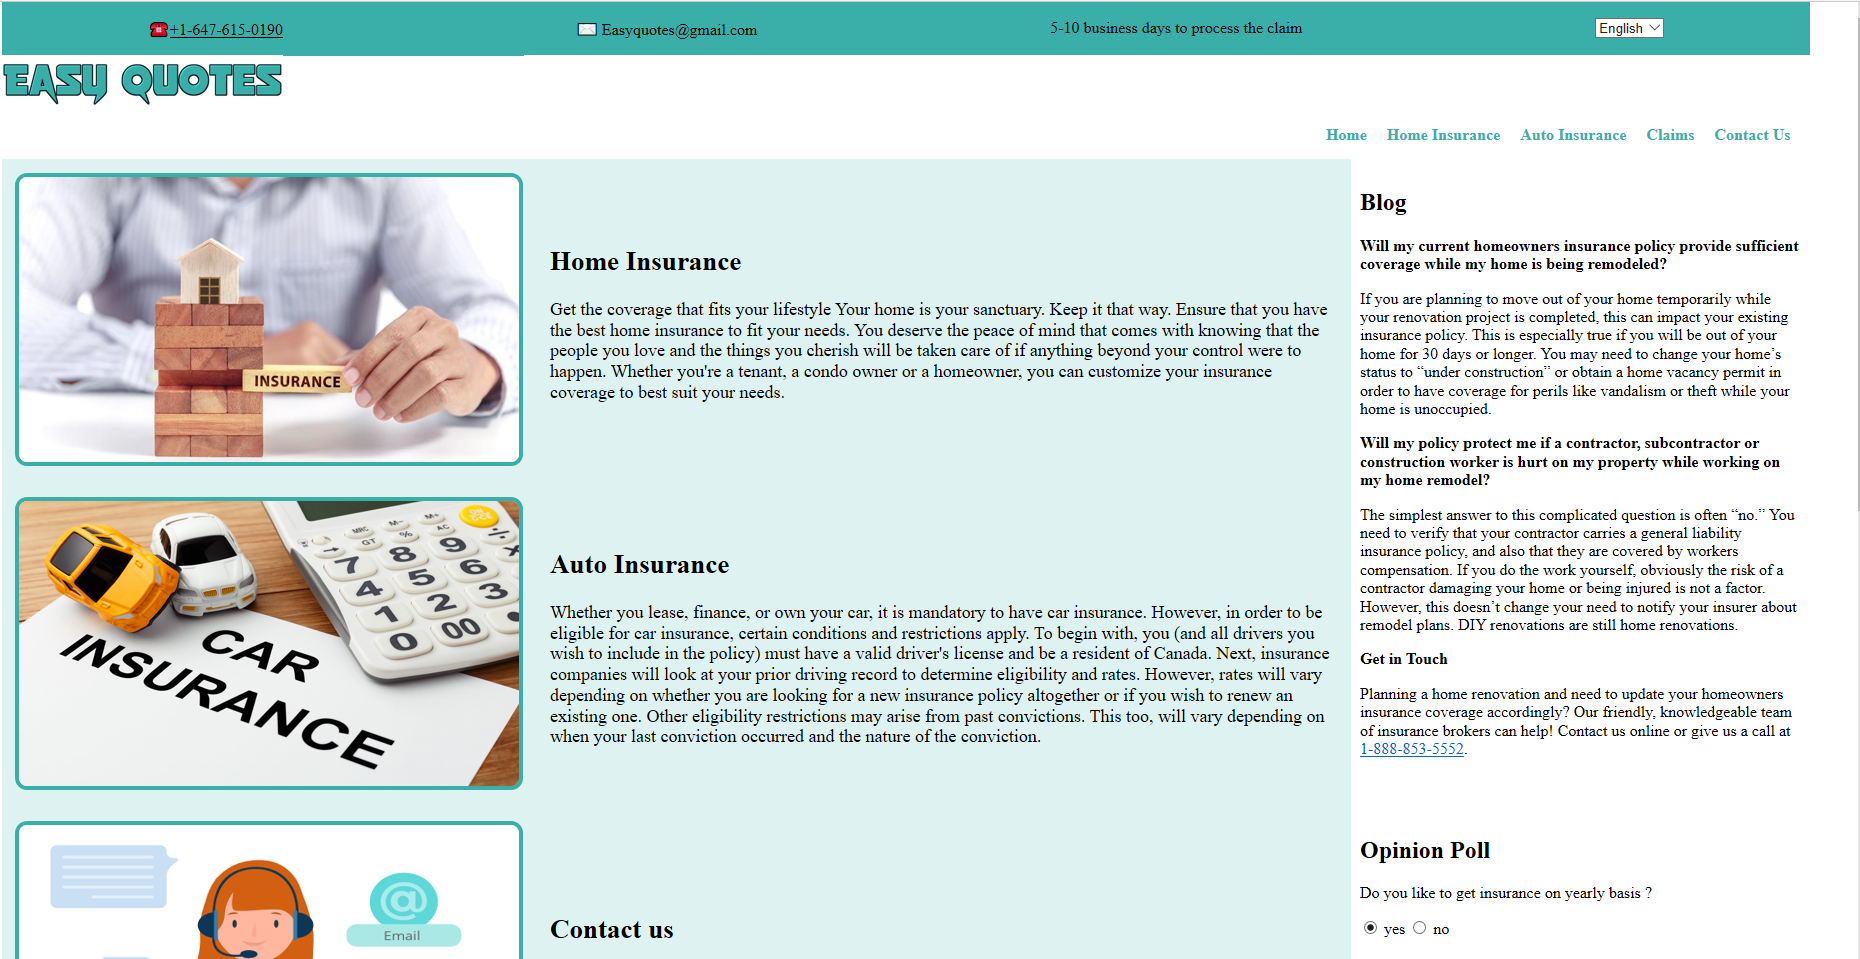 +1-647-615-0190
Easyquotes@gmail.com
5-10 business days to process the claim
English
EASY QUOTES
Home Home Insurance Auto Insurance Claims Contact Us
INSURANCE
Home Insurance
Get the coverage that fits your lifestyle Your home is your sanctuary. Keep it that way. Ensure that you have
the best home insurance to fit your needs. You deserve the peace of mind that comes with knowing that the
people you love and the things you cherish will be taken care of if anything beyond your control were to
happen. Whether you're a tenant, a condo owner or a homeowner, you can customize your insurance
coverage to best suit your needs.
MRC M- M+
→ GT % AC
7 8 9 ÷ ×
4 5 6
1 2 3
0 00
CAR
INSURANCE
Auto Insurance
Whether you lease, finance, or own your car, it is mandatory to have car insurance. However, in order to be
eligible for car insurance, certain conditions and restrictions apply. To begin with, you (and all drivers you
wish to include in the policy) must have a valid driver's license and be a resident of Canada. Next, insurance
companies will look at your prior driving record to determine eligibility and rates. However, rates will vary
depending on whether you are looking for a new insurance policy altogether or if you wish to renew an
existing one. Other eligibility restrictions may arise from past convictions. This too, will vary depending on
when your last conviction occurred and the nature of the conviction.
@
Email
Contact us
Blog
Will my current homeowners insurance policy provide sufficient
coverage while my home is being remodeled?
If you are planning to move out of your home temporarily while
your renovation project is completed, this can impact your existing
insurance policy. This is especially true if you will be out of your
home for 30 days or longer. You may need to change your home’s
status to “under construction” or obtain a home vacancy permit in
order to have coverage for perils like vandalism or theft while your
home is unoccupied.
Will my policy protect me if a contractor, subcontractor or
construction worker is hurt on my property while working on
my home remodel?
The simplest answer to this complicated question is often “no.” You
need to verify that your contractor carries a general liability
insurance policy, and also that they are covered by workers
compensation. If you do the work yourself, obviously the risk of a
contractor damaging your home or being injured is not a factor.
However, this doesn’t change your need to notify your insurer about
remodel plans. DIY renovations are still home renovations.
Get in Touch
Planning a home renovation and need to update your homeowners
insurance coverage accordingly? Our friendly, knowledgeable team
of insurance brokers can help! Contact us online or give us a call at
1-888-853-5552.
Opinion Poll
Do you like to get insurance on yearly basis ?
yes no